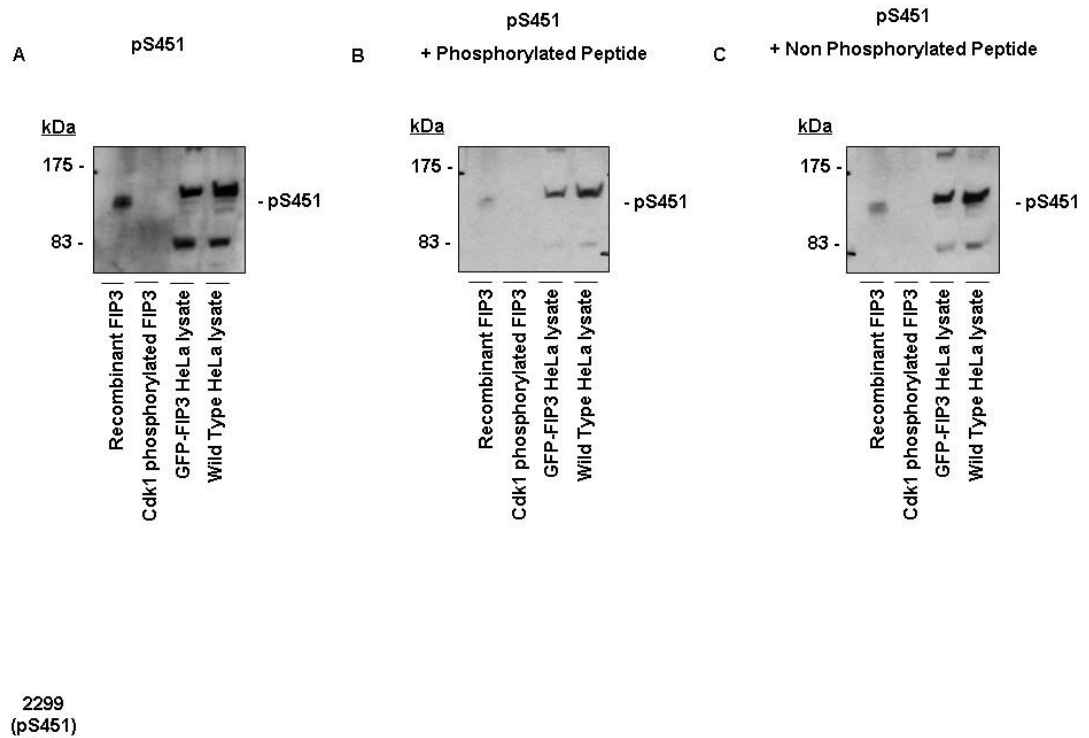 A
pS451
kDa
175 -
83 -
- pS451
Recombinant FIP3
Cdk1 phosphorylated FIP3
GFP-FIP3 HeLa lysate
Wild Type HeLa lysate
B
pS451
+ Phosphorylated Peptide
kDa
175 -
83 -
- pS451
Recombinant FIP3
Cdk1 phosphorylated FIP3
GFP-FIP3 HeLa lysate
Wild Type HeLa lysate
C
pS451
+ Non Phosphorylated Peptide
kDa
175 -
83 -
- pS451
Recombinant FIP3
Cdk1 phosphorylated FIP3
GFP-FIP3 HeLa lysate
Wild Type HeLa lysate
2299
(pS451)